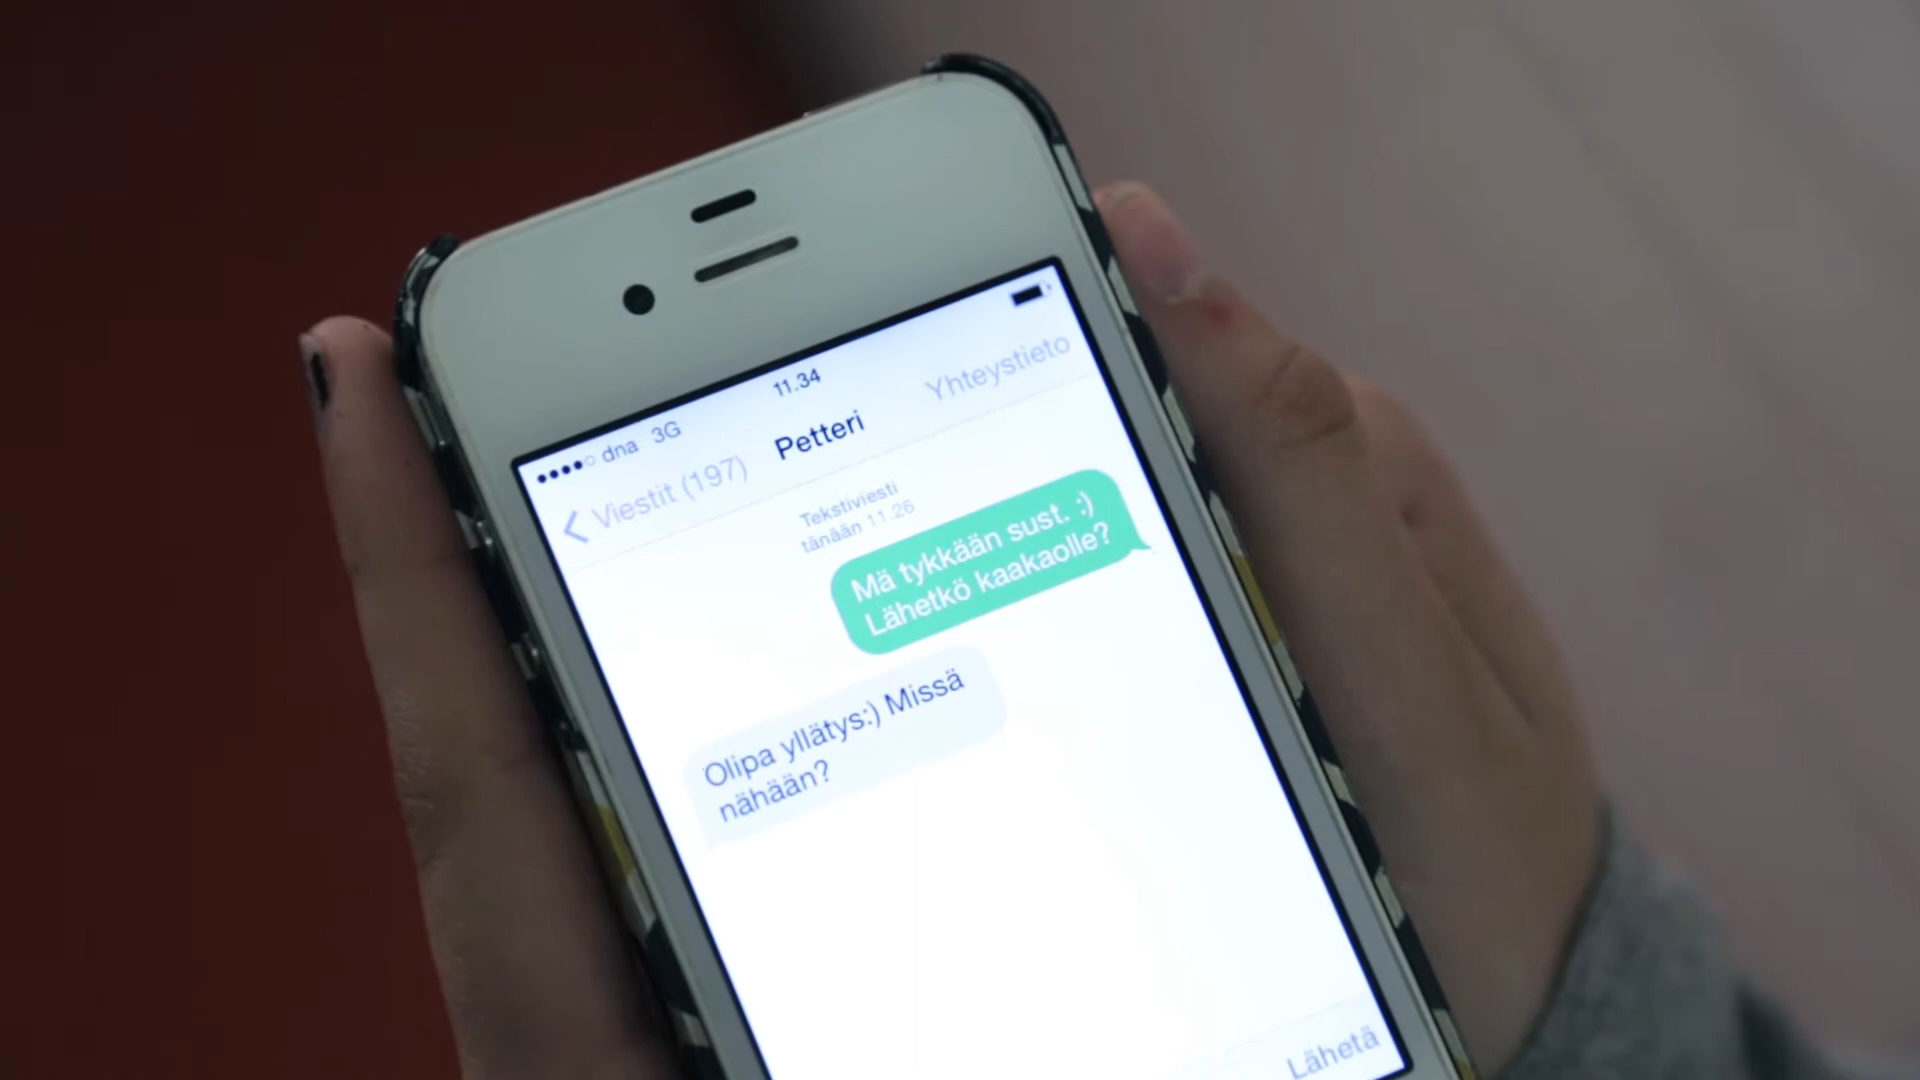 dna 3G 11.34
Viestit (197) Petteri Yhteystieto
Tekstiviesti
tänään 11.26
Mä tykkään sust. :)
Lähetkö kaakaolle?
Olipa yllätys:) Missä
nähään?
Lähetä